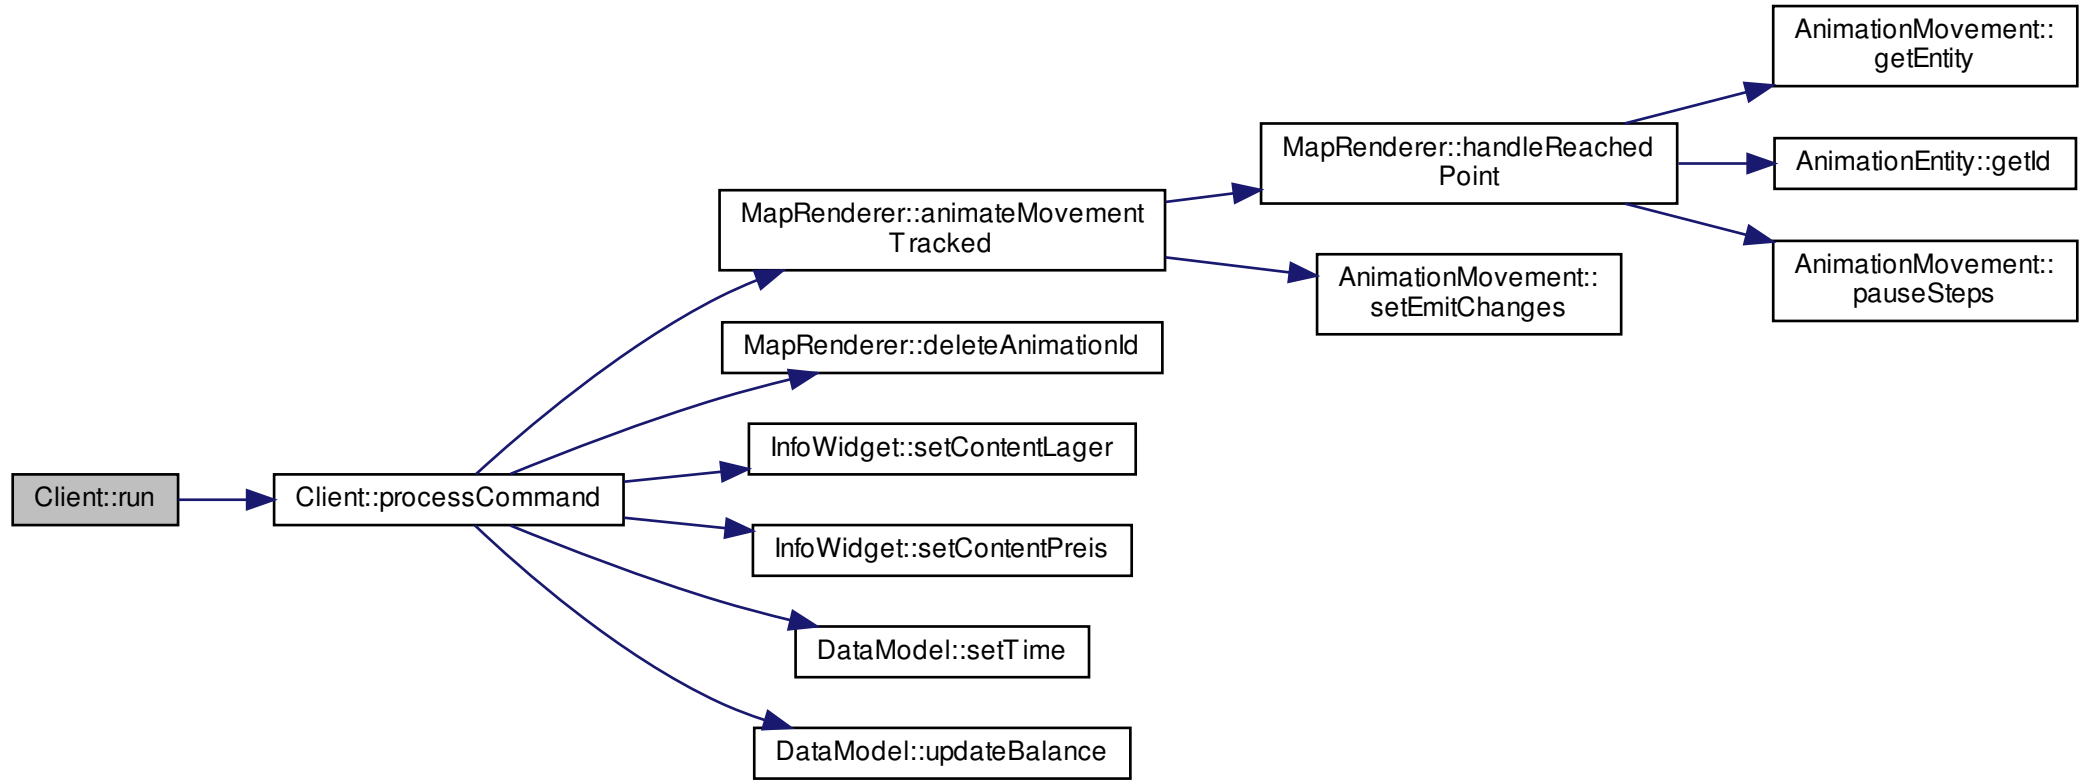 Client::run
Client::processCommand
MapRenderer::animateMovement
Tracked
MapRenderer::deleteAnimationId
InfoWidget::setContentLager
InfoWidget::setContentPreis
DataModel::setTime
DataModel::updateBalance
MapRenderer::handleReached
Point
AnimationMovement::
setEmitChanges
AnimationMovement::
getEntity
AnimationEntity::getId
AnimationMovement::
pauseSteps